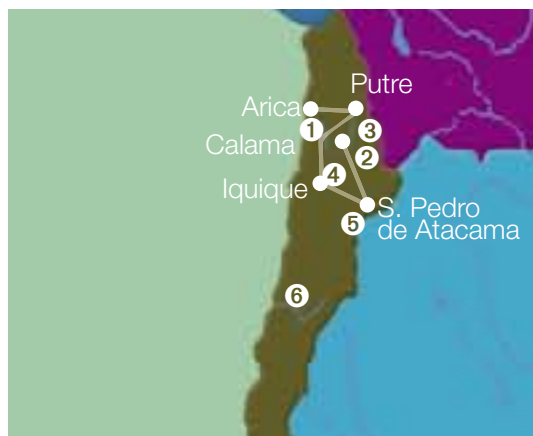 Putre
Arica
1
3
Calama
2
4
Iquique
S. Pedro
de Atacama
5
6